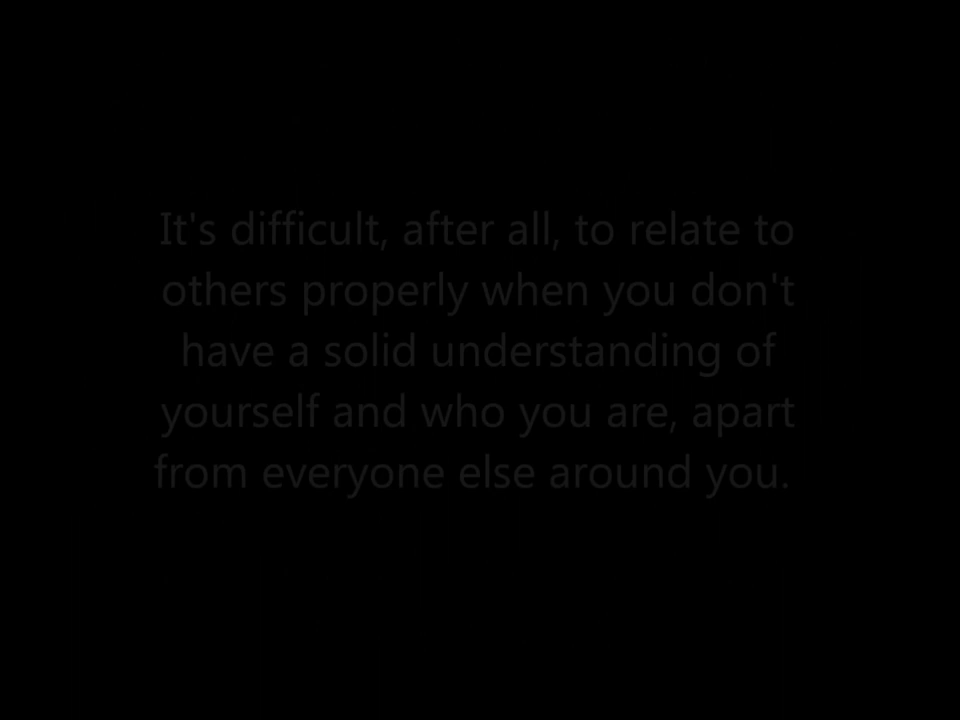 It's difficult, after all, to relate to
others properly when you don't
have a solid understanding of
yourself and who you are, apart
from everyone else around you.